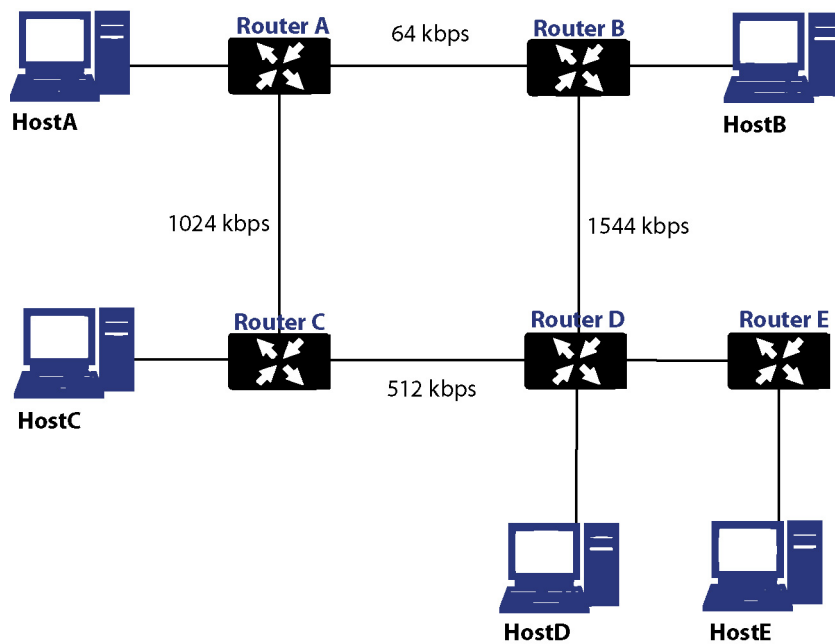 Router A
64 kbps
Router B
HostA
HostB
1024 kbps
1544 kbps
Router C
Router D
Router E
512 kbps
HostC
HostD
HostE